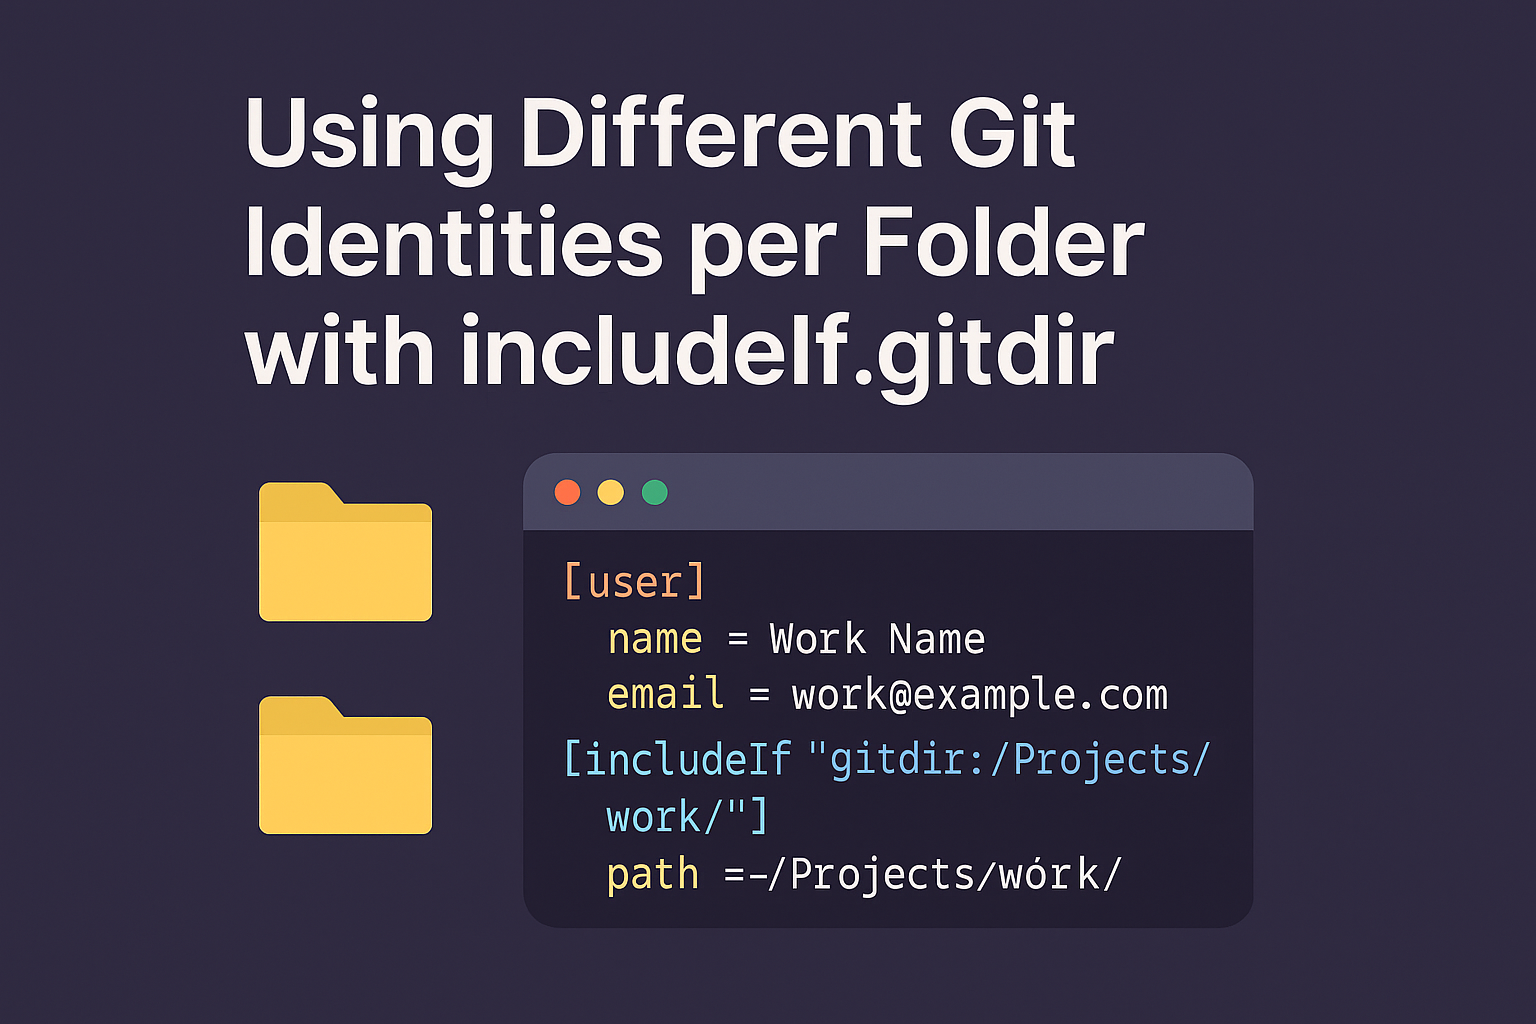 Using Different Git
Identities per Folder
with includeIf.gitdir
[user]
name = Work Name
email = work@example.com
[includeIf "gitdir:/Projects/
work/"]
path =–/Projects/wórk/